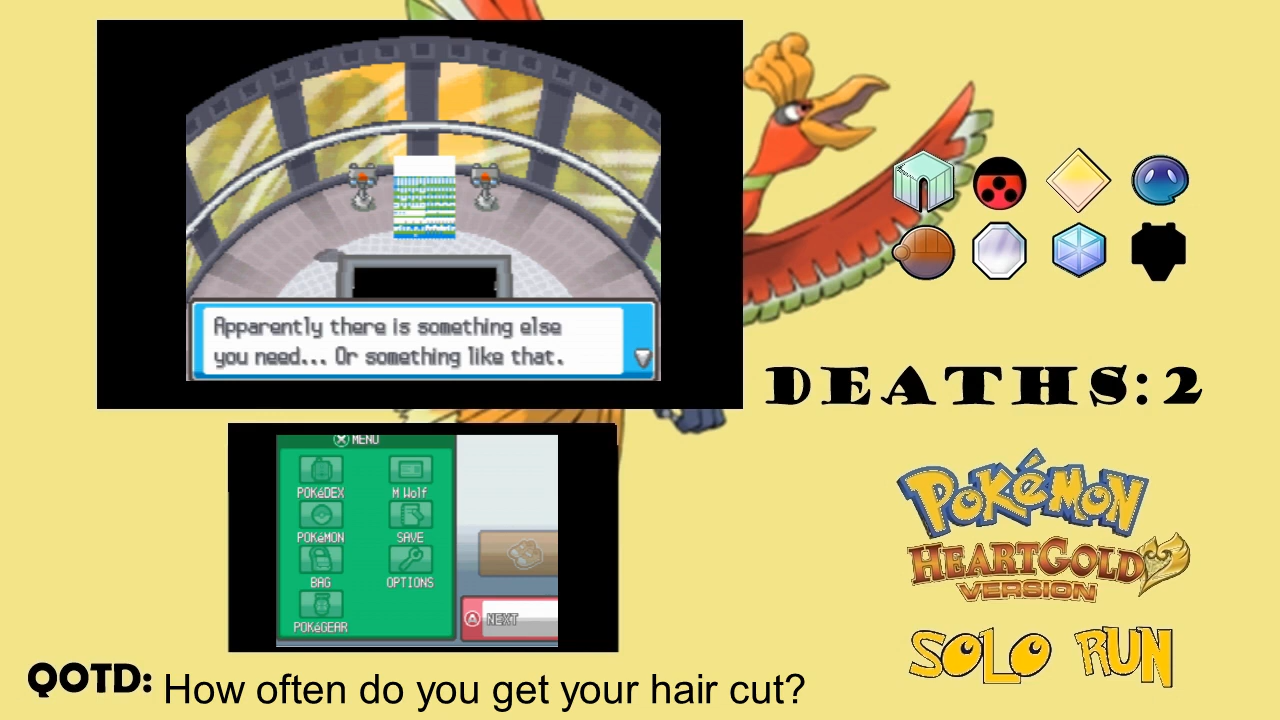 Apparently there is something else
you need... Or something like that.
DEATHS: 2
MENU
POKéDEX
M Wolf
POKéMON
SAVE
BAG
OPTIONS
POKéGEAR
NEXT
POKéMON
HEARTGOLD
VERSION
SOLO RUN
QOTD: How often do you get your hair cut?